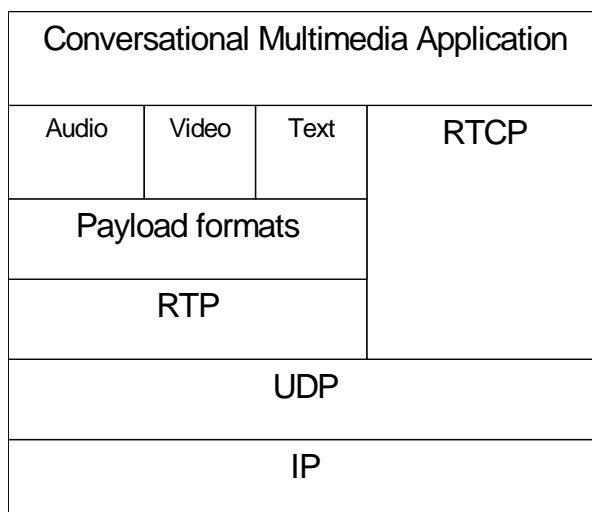 Conversational Multimedia Application
Audio
Video
Text
RTCP
Payload formats
RTP
UDP
IP